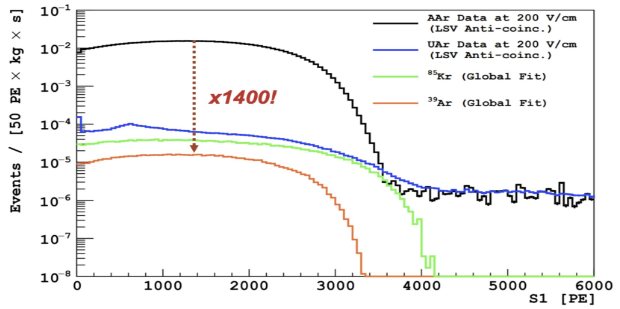 10⁻¹
AAr Data at 200 V/cm
(LSV Anti-coinc.)
UAr Data at 200 V/cm
(LSV Anti-coinc.)
⁸⁵Kr (Global Fit)
³⁹Ar (Global Fit)
x1400!
10⁻²
10⁻³
10⁻⁴
10⁻⁵
10⁻⁶
10⁻⁷
10⁻⁸
Events / [50 PE × kg × s]
0 1000 2000 3000 4000 5000 6000
S1 [PE]